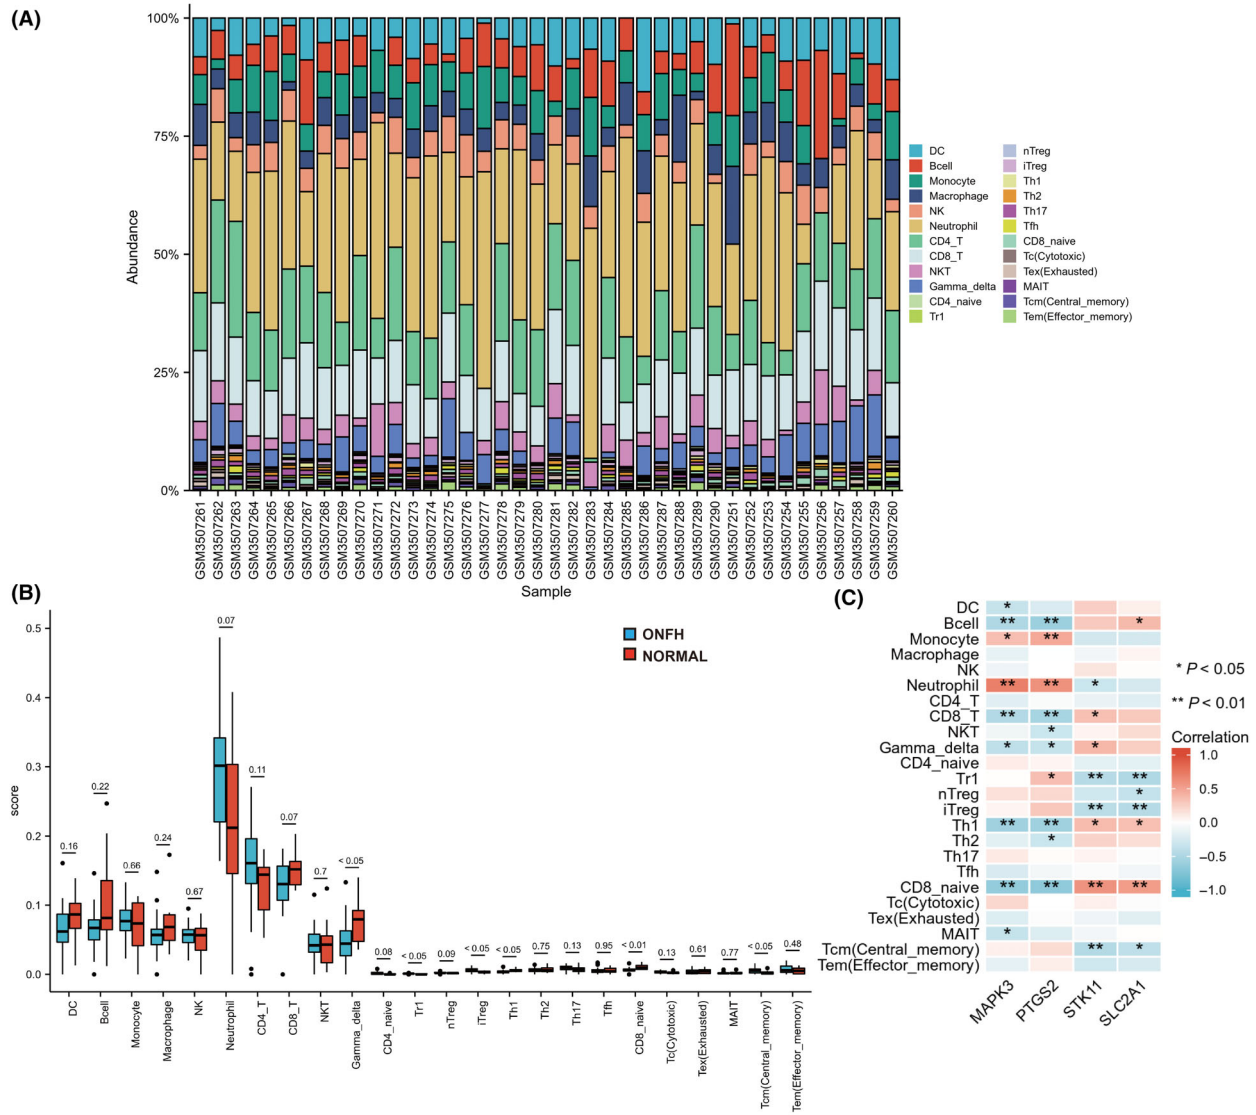 (A)
100%
75%
50%
25%
0%
Abundance
GSM3507261
GSM3507262
GSM3507263
GSM3507264
GSM3507265
GSM3507266
GSM3507267
GSM3507268
GSM3507269
GSM3507270
GSM3507271
GSM3507272
GSM3507273
GSM3507274
GSM3507275
GSM3507276
GSM3507277
GSM3507278
GSM3507279
GSM3507280
GSM3507281
GSM3507282
GSM3507283
GSM3507284
GSM3507285
GSM3507286
GSM3507287
GSM3507288
GSM3507289
GSM3507290
GSM3507251
GSM3507252
GSM3507253
GSM3507254
GSM3507255
GSM3507256
GSM3507257
GSM3507258
GSM3507259
GSM3507260
Sample
DC
Bcell
Monocyte
Macrophage
NK
Neutrophil
CD4_T
CD8_T
NKT
Gamma_delta
CD4_naive
Tr1
nTreg
iTreg
Th1
Th2
Th17
Tfh
CD8_naive
Tc(Cytotoxic)
Tex(Exhausted)
MAIT
Tcm(Central_memory)
Tem(Effector_memory)
(B)
0.5
0.4
0.3
0.2
0.1
0.0
score
0.16
0.22
0.66
0.24
0.67
0.07
0.11
0.07
0.7
< 0.05
0.08
< 0.05
0.09
< 0.05
< 0.05
0.75
0.13
0.95
< 0.01
0.13
0.61
0.77
< 0.05
0.48
ONFH
NORMAL
DC
Bcell
Monocyte
Macrophage
NK
Neutrophil
CD4_T
CD8_T
NKT
Gamma_delta
CD4_naive
Tr1
nTreg
iTreg
Th1
Th2
Th17
Tfh
CD8_naive
Tc(Cytotoxic)
Tex(Exhausted)
MAIT
Tcm(Central_memory)
Tem(Effector_memory)
(C)
DC *
Bcell ** ** *
Monocyte * **
Macrophage
NK
Neutrophil ** ** *
CD4_T
CD8_T ** ** *
NKT *
Gamma_delta * * *
CD4_naive
Tr1 * ** **
nTreg *
iTreg ** **
Th1 ** ** * *
Th2 *
Th17
Tfh
CD8_naive ** ** ** **
Tc(Cytotoxic)
Tex(Exhausted)
MAIT *
Tcm(Central_memory) ** *
Tem(Effector_memory)
MAPK3
PTGS2
STK11
SLC2A1
* P < 0.05
** P < 0.01
Correlation
1.0
0.5
0.0
−0.5
−1.0